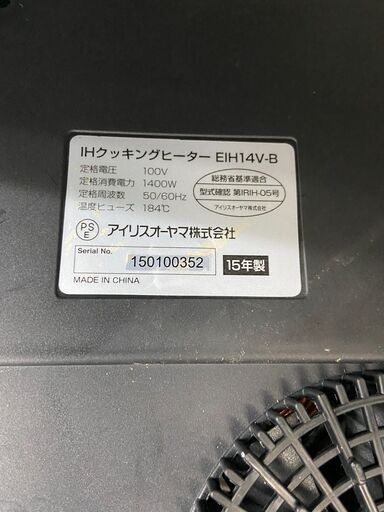 IHクッキングヒーター EIH14V-B
定格電圧 100V
定格消費電力 1400W
定格周波数 50/60Hz
温度ヒューズ 184℃
総務省基準適合
型式確認 第IRIH-05号
アイリスオーヤマ株式会社
PSE アイリスオーヤマ株式会社
Serial No. 150100352 15年製
MADE IN CHINA